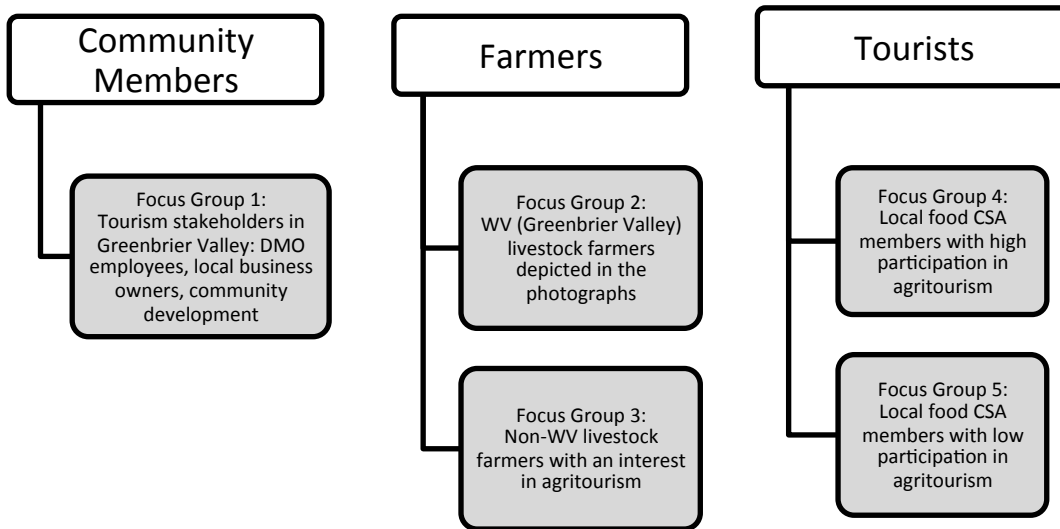 Community
Members
Focus Group 1:
Tourism stakeholders in
Greenbrier Valley: DMO
employees, local business
owners, community
development
Farmers
Focus Group 2:
WV (Greenbrier Valley)
livestock farmers
depicted in the
photographs
Focus Group 3:
Non-WV livestock
farmers with an interest
in agritourism
Tourists
Focus Group 4:
Local food CSA
members with high
participation in
agritourism
Focus Group 5:
Local food CSA
members with low
participation in
agritourism